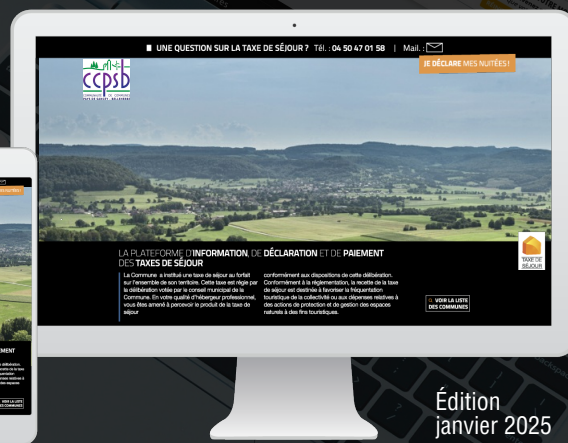 UNE QUESTION SUR LA TAXE DE SÉJOUR ? Tél. : 04 50 47 01 58 | Mail. :
JE DÉCLARE MES NUITÉES !
ccpsb
COMMUNAUTÉ DE COMMUNES
LA PLATEFORME D'INFORMATION, DE DÉCLARATION ET DE PAIEMENT
DES TAXES DE SÉJOUR
La Commune a institué une taxe de séjour au forfait
sur l'ensemble de son territoire. Cette taxe est régie par
la délibération votée par le conseil municipal de la
Commune. En votre qualité d'hébergeur professionnel,
vous êtes amené à percevoir le produit de la taxe de
séjour
conformément aux dispositions de cette délibération.
Conformément à la réglementation, la recette de la taxe
de séjour est destinée à favoriser la fréquentation
touristique de la collectivité ou aux dépenses relatives à
des actions de protection et de gestion des espaces
naturels à des fins touristiques.
TAXE DE
SÉJOUR
VOIR LA LISTE
DES COMMUNES
Édition
janvier 2025